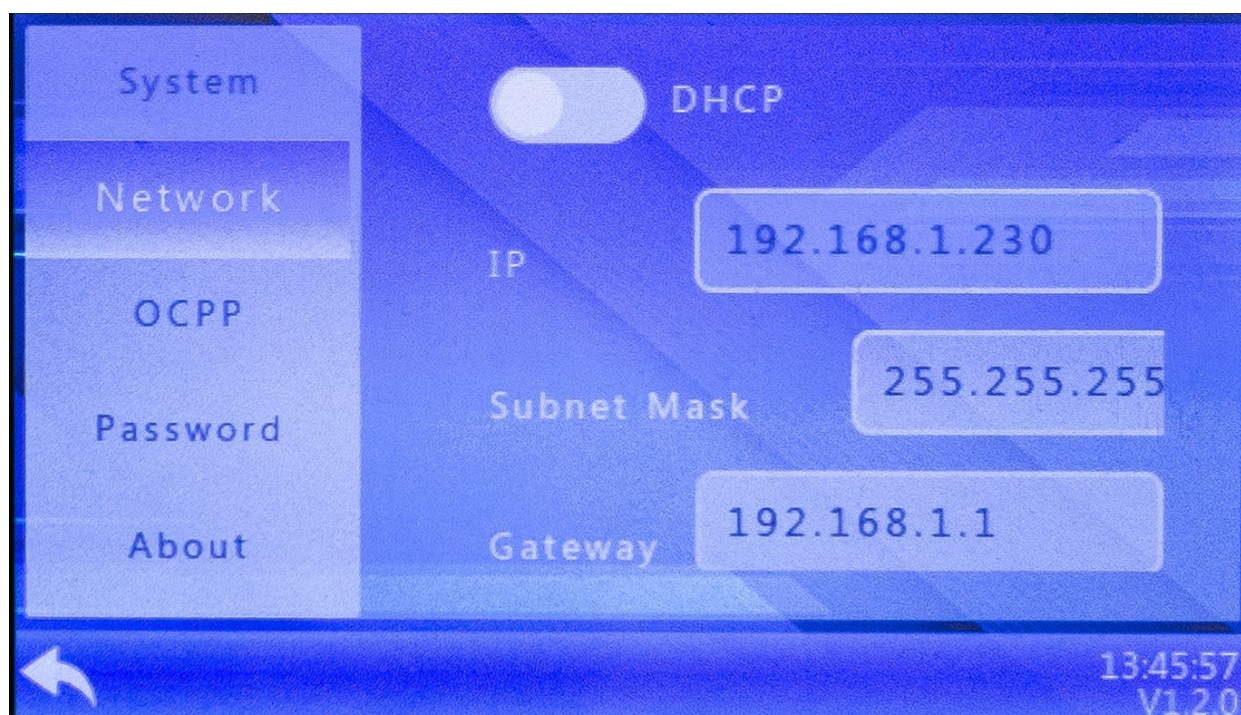 System
Network
OCPP
Password
About
DHCP
IP 192.168.1.230
Subnet Mask 255.255.255
Gateway 192.168.1.1
13:45:57
V1.2.0